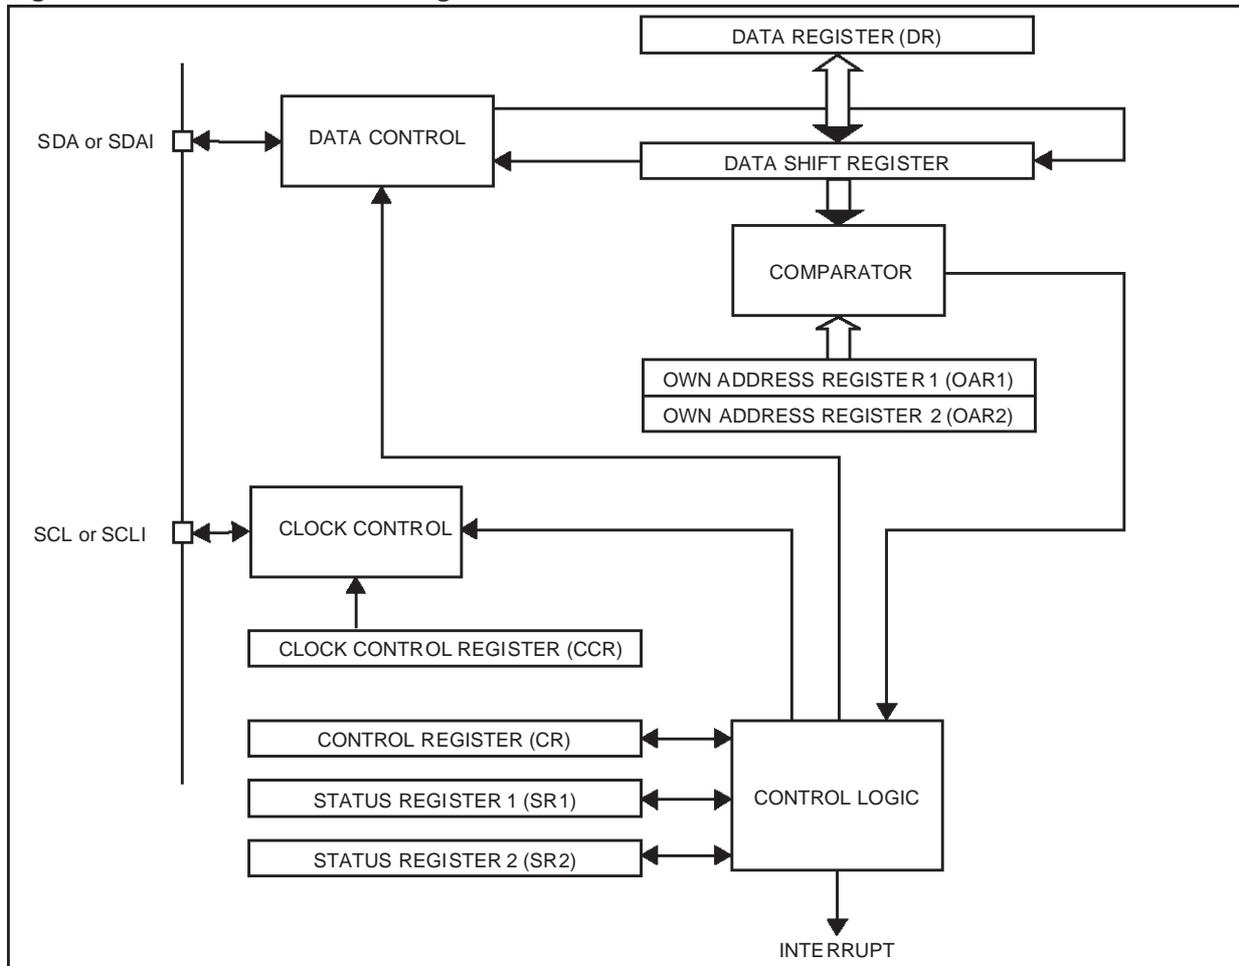 DATA REGISTER (DR)
SDA or SDAI
DATA CONTROL
DATA SHIFT REGISTER
COMPARATOR
OWN ADDRESS REGISTER 1 (OAR1)
OWN ADDRESS REGISTER 2 (OAR2)
SCL or SCLI
CLOCK CONTROL
CLOCK CONTROL REGISTER (CCR)
CONTROL REGISTER (CR)
STATUS REGISTER 1 (SR1)
CONTROL LOGIC
STATUS REGISTER 2 (SR2)
INTERRUPT